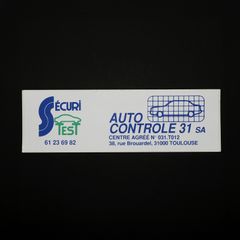 SÉCURI
TEST
61 23 69 82
AUTO
CONTROLE 31 SA
CENTRE AGRÉE N° 031.T012
38, rue Brouardel, 31000 TOULOUSE